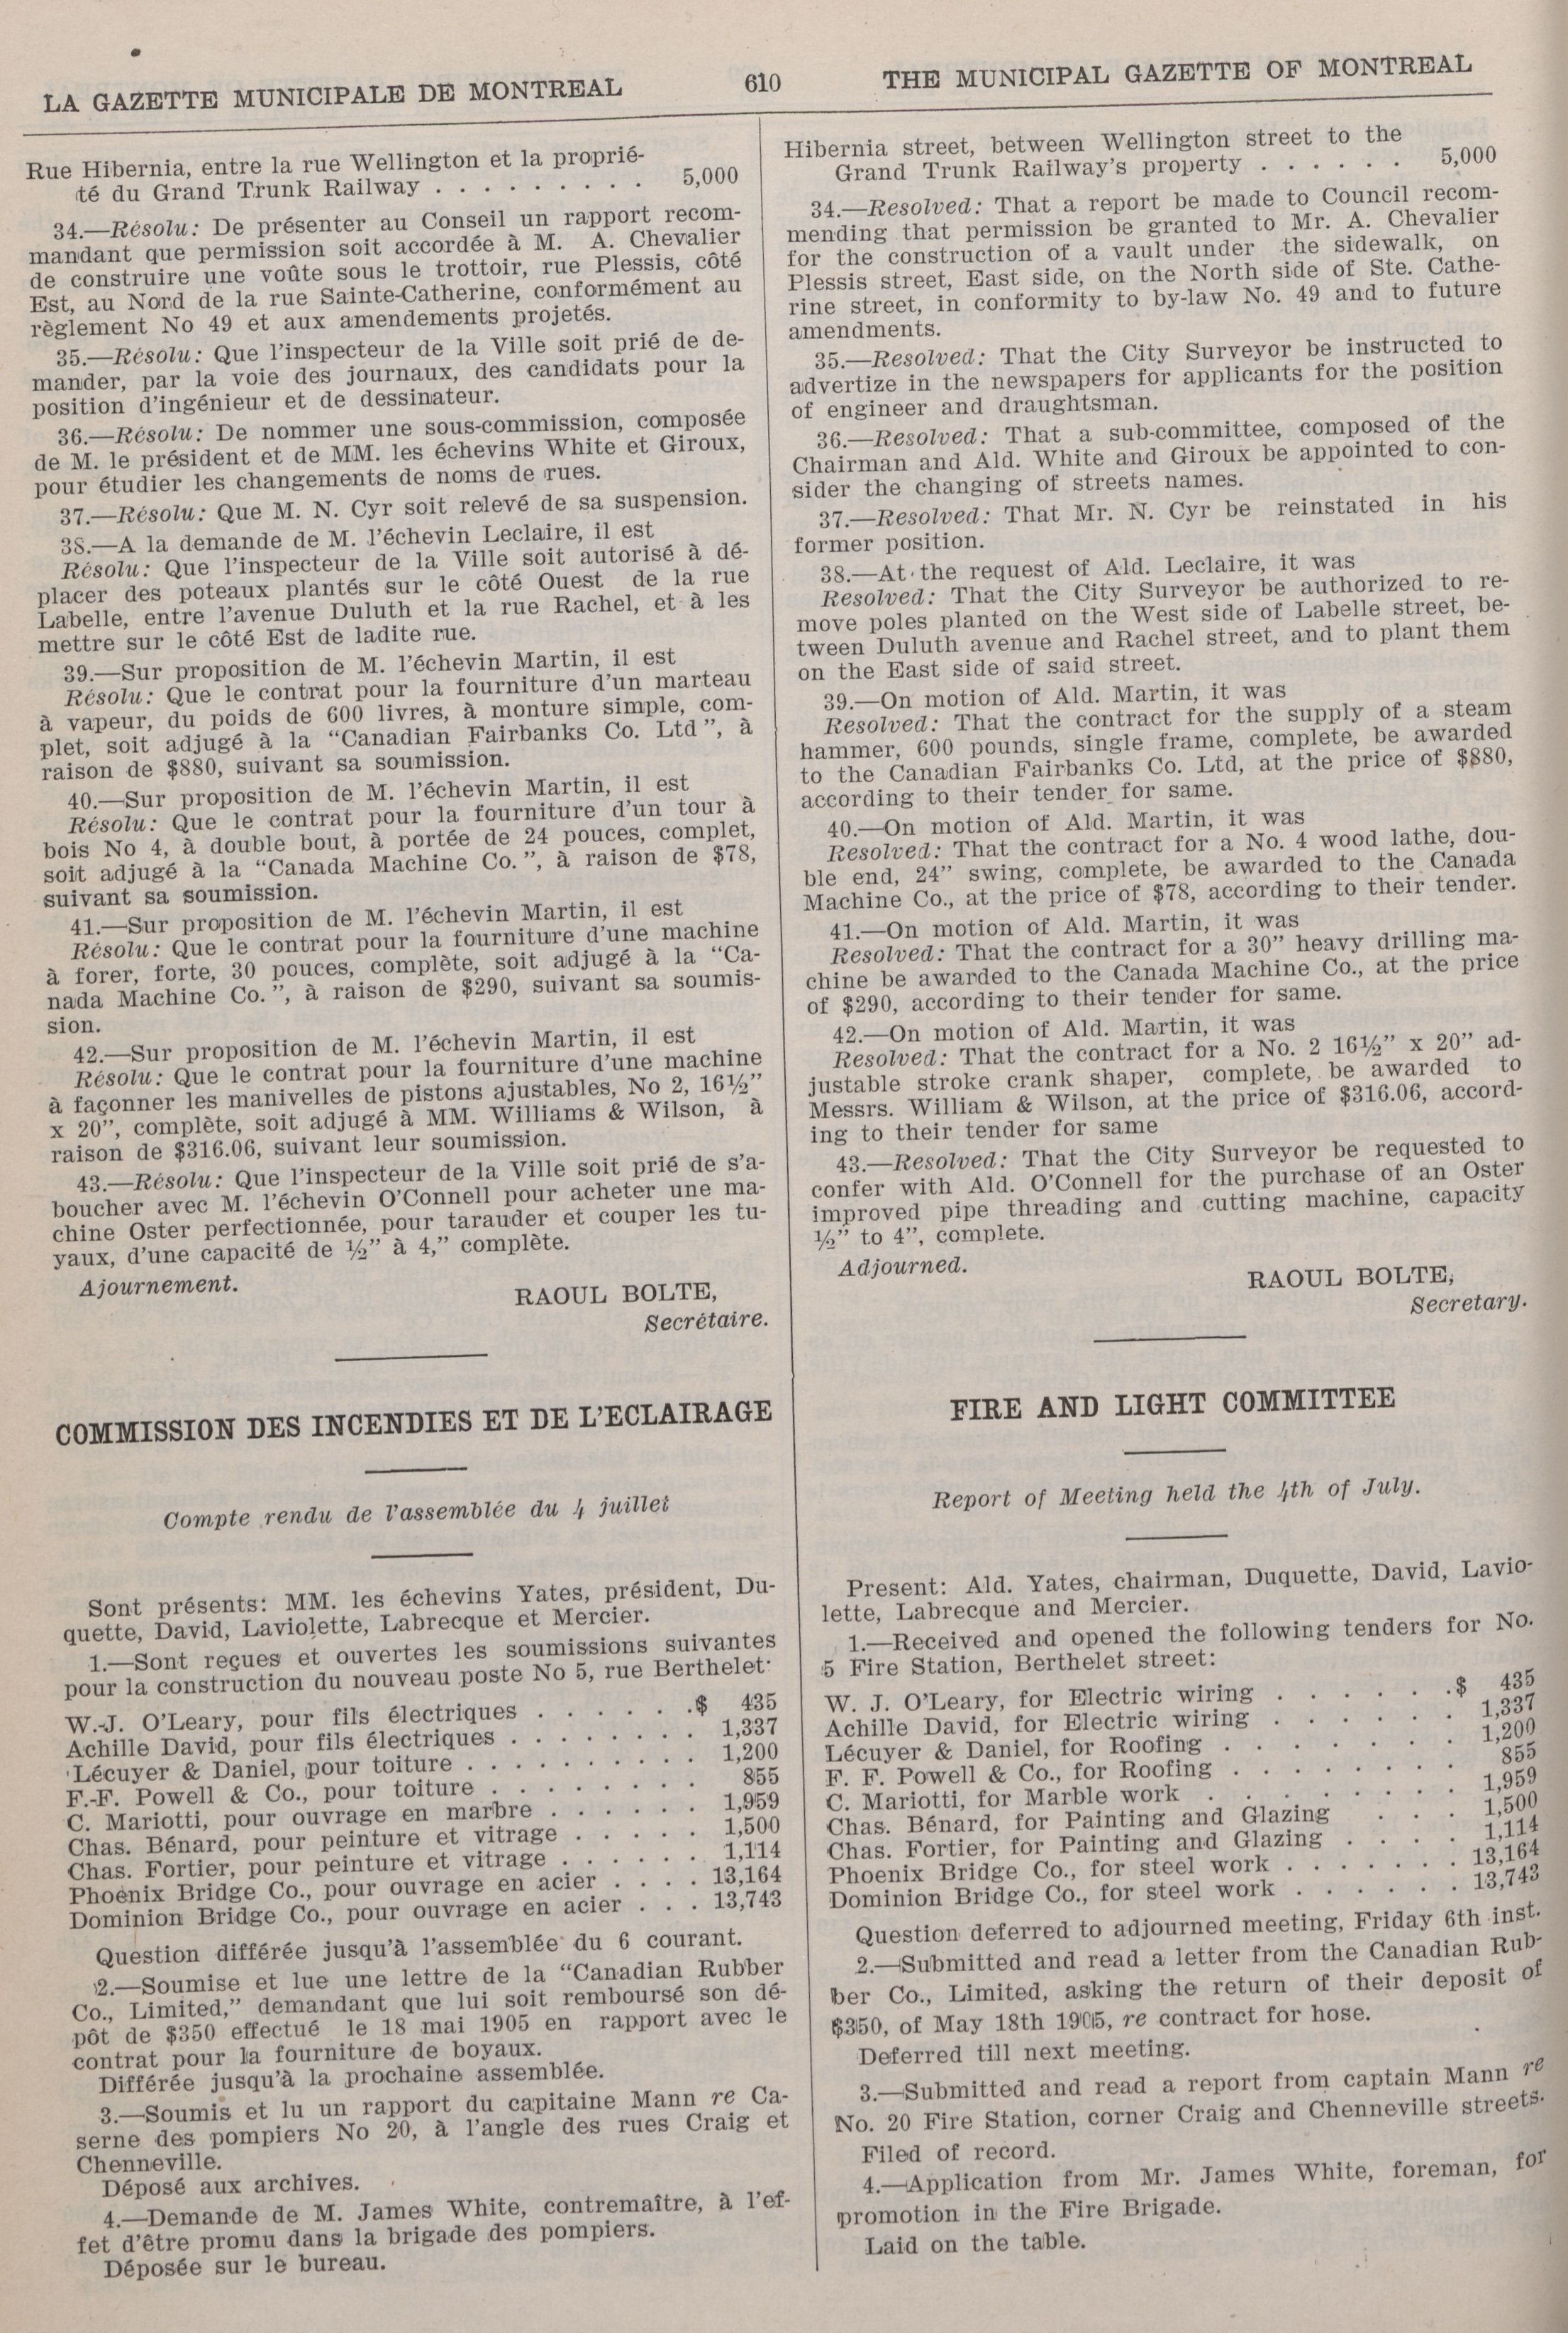 LA GAZETTE MUNICIPALE DE MONTREAL
610
THE MUNICIPAL GAZETTE OF MONTREAL
Rue Hibernia, entre la rue Wellington et la proprié-
té du Grand Trunk Railway . . . . . . . . . 5,000
34.—Résolu: De présenter au Conseil un rapport recom-
mandant que permission soit accordée à M. A. Chevalier
de construire une voûte sous le trottoir, rue Plessis, côté
Est, au Nord de la rue Sainte-Catherine, conformément au
règlement No 49 et aux amendements projetés.
35.—Résolu: Que l'inspecteur de la Ville soit prié de de-
mander, par la voie des journaux, des candidats pour la
position d'ingénieur et de dessinateur.
36.—Résolu: De nommer une sous-commission, composée
de M. le président et de MM. les échevins White et Giroux,
pour étudier les changements de noms de rues.
37.—Résolu: Que M. N. Cyr soit relevé de sa suspension.
38.—A la demande de M. l'échevin Leclaire, il est
Résolu: Que l'inspecteur de la Ville soit autorisé à dé-
placer des poteaux plantés sur le côté Ouest de la rue
Labelle, entre l'avenue Duluth et la rue Rachel, et à les
mettre sur le côté Est de ladite rue.
39.—Sur proposition de M. l'échevin Martin, il est
Résolu: Que le contrat pour la fourniture d'un marteau
à vapeur, du poids de 600 livres, à monture simple, com-
plet, soit adjugé à la "Canadian Fairbanks Co. Ltd", à
raison de $880, suivant sa soumission.
40.—Sur proposition de M. l'échevin Martin, il est
Résolu: Que le contrat pour la fourniture d'un tour à
bois No 4, à double bout, à portée de 24 pouces, complet,
soit adjugé à la "Canada Machine Co.", à raison de $78,
suivant sa soumission.
41.—Sur proposition de M. l'échevin Martin, il est
Résolu: Que le contrat pour la fourniture d'une machine
à forer, forte, 30 pouces, complète, soit adjugé à la "Ca-
nada Machine Co.", à raison de $290, suivant sa soumis-
sion.
42.—Sur proposition de M. l'échevin Martin, il est
Résolu: Que le contrat pour la fourniture d'une machine
à façonner les manivelles de pistons ajustables, No 2, 16½"
x 20", complète, soit adjugé à MM. Williams & Wilson, à
raison de $316.06, suivant leur soumission.
43.—Résolu: Que l'inspecteur de la Ville soit prié de s'a-
boucher avec M. l'échevin O'Connell pour acheter une ma-
chine Oster perfectionnée, pour tarauder et couper les tu-
yaux, d'une capacité de ½" à 4," complète.
Ajournement.
RAOUL BOLTE,
Secrétaire.
COMMISSION DES INCENDIES ET DE L'ECLAIRAGE
Compte rendu de l'assemblée du 4 juillet
Sont présents: MM. les échevins Yates, président, Du-
quette, David, Laviolette, Labrecque et Mercier.
1.—Sont reçues et ouvertes les soumissions suivantes
pour la construction du nouveau poste No 5, rue Berthelet:
W.-J. O'Leary, pour fils électriques . . . . . . .$ 435
Achille David, pour fils électriques . . . . . . . . 1,337
Lécuyer & Daniel, pour toiture . . . . . . . . . . 1,200
F.-F. Powell & Co., pour toiture . . . . . . . . . 855
C. Mariotti, pour ouvrage en marbre . . . . . . 1,959
Chas. Bénard, pour peinture et vitrage . . . . . 1,500
Chas. Fortier, pour peinture et vitrage . . . . . . 1,114
Phoenix Bridge Co., pour ouvrage en acier . . . . 13,164
Dominion Bridge Co., pour ouvrage en acier . . . 13,743
Question différée jusqu'à l'assemblée du 6 courant.
2.—Soumise et lue une lettre de la "Canadian Rubber
Co., Limited," demandant que lui soit remboursé son dé-
pôt de $350 effectué le 18 mai 1905 en rapport avec le
contrat pour la fourniture de boyaux.
Différée jusqu'à la prochaine assemblée.
3.—Soumis et lu un rapport du capitaine Mann re Ca-
serne des pompiers No 20, à l'angle des rues Craig et
Chenneville.
Déposé aux archives.
4.—Demande de M. James White, contremaître, à l'ef-
fet d'être promu dans la brigade des pompiers.
Déposée sur le bureau.
Hibernia street, between Wellington street to the
Grand Trunk Railway's property . . . . . . 5,000
34.—Resolved: That a report be made to Council recom-
mending that permission be granted to Mr. A. Chevalier
for the construction of a vault under the sidewalk, on
Plessis street, East side, on the North side of Ste. Cathe-
rine street, in conformity to by-law No. 49 and to future
amendments.
35.—Resolved: That the City Surveyor be instructed to
advertize in the newspapers for applicants for the position
of engineer and draughtsman.
36.—Resolved: That a sub-committee, composed of the
Chairman and Ald. White and Giroux be appointed to con-
sider the changing of streets names.
37.—Resolved: That Mr. N. Cyr be reinstated in his
former position.
38.—At the request of Ald. Leclaire, it was
Resolved: That the City Surveyor be authorized to re-
move poles planted on the West side of Labelle street, be-
tween Duluth avenue and Rachel street, and to plant them
on the East side of said street.
39.—On motion of Ald. Martin, it was
Resolved: That the contract for the supply of a steam
hammer, 600 pounds, single frame, complete, be awarded
to the Canadian Fairbanks Co. Ltd, at the price of $880,
according to their tender for same.
40.—On motion of Ald. Martin, it was
Resolved: That the contract for a No. 4 wood lathe, dou-
ble end, 24" swing, complete, be awarded to the Canada
Machine Co., at the price of $78, according to their tender.
41.—On motion of Ald. Martin, it was
Resolved: That the contract for a 30" heavy drilling ma-
chine be awarded to the Canada Machine Co., at the price
of $290, according to their tender for same.
42.—On motion of Ald. Martin, it was
Resolved: That the contract for a No. 2 16½" x 20" ad-
justable stroke crank shaper, complete, be awarded to
Messrs. William & Wilson, at the price of $316.06, accord-
ing to their tender for same
43.—Resolved: That the City Surveyor be requested to
confer with Ald. O'Connell for the purchase of an Oster
improved pipe threading and cutting machine, capacity
½" to 4", complete.
Adjourned.
RAOUL BOLTE,
Secretary.
FIRE AND LIGHT COMMITTEE
Report of Meeting held the 4th of July.
Present: Ald. Yates, chairman, Duquette, David, Lavio-
lette, Labrecque and Mercier.
1.—Received and opened the following tenders for No.
5 Fire Station, Berthelet street:
W. J. O'Leary, for Electric wiring . . . . . . .$ 435
Achille David, for Electric wiring . . . . . . 1,337
Lécuyer & Daniel, for Roofing . . . . . . . 1,200
F. F. Powell & Co., for Roofing . . . . . . . . 855
C. Mariotti, for Marble work . . . . . . . . 1,959
Chas. Bénard, for Painting and Glazing . . . 1,500
Chas. Fortier, for Painting and Glazing . . . . 1,114
Phoenix Bridge Co., for steel work . . . . . . . 13,164
Dominion Bridge Co., for steel work . . . . . . 13,743
Question deferred to adjourned meeting, Friday 6th inst.
2.—Submitted and read a letter from the Canadian Rub-
ber Co., Limited, asking the return of their deposit of
$350, of May 18th 1905, re contract for hose.
Deferred till next meeting.
3.—Submitted and read a report from captain Mann re
No. 20 Fire Station, corner Craig and Chenneville streets.
Filed of record.
4.—Application from Mr. James White, foreman, for
promotion in the Fire Brigade.
Laid on the table.